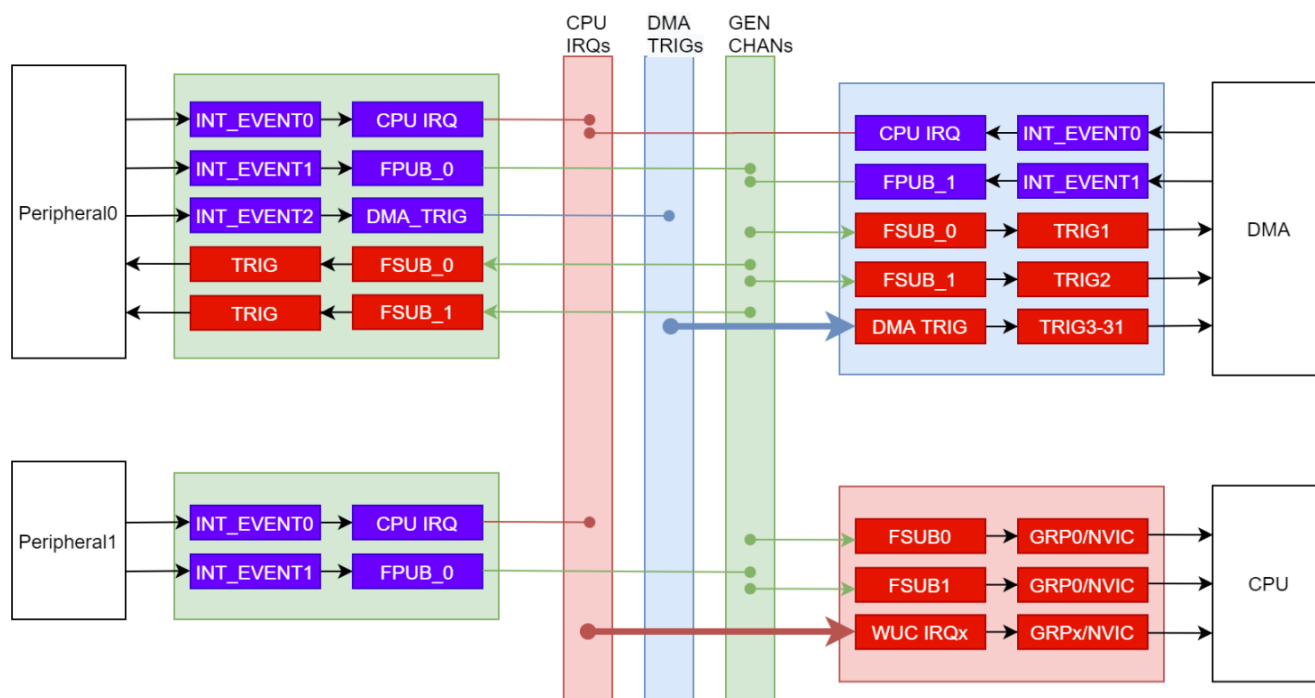 CPU
IRQs
DMA
TRIGs
GEN
CHANs
Peripheral0
INT_EVENT0
CPU IRQ
INT_EVENT1
FPUB_0
INT_EVENT2
DMA_TRIG
TRIG
FSUB_0
TRIG
FSUB_1
CPU IRQ
INT_EVENT0
FPUB_1
INT_EVENT1
FSUB_0
TRIG1
FSUB_1
TRIG2
DMA TRIG
TRIG3-31
DMA
Peripheral1
INT_EVENT0
CPU IRQ
INT_EVENT1
FPUB_0
FSUB0
GRP0/NVIC
FSUB1
GRP0/NVIC
WUC IRQx
GRPx/NVIC
CPU